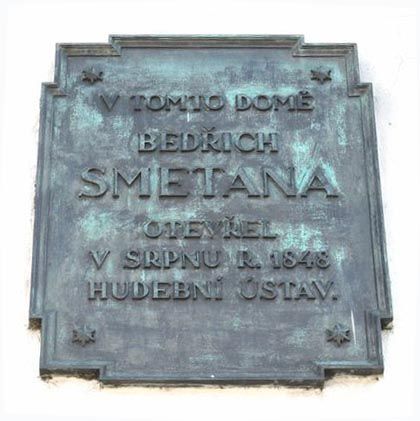 V TOMTO DOMĚ
BEDŘICH
SMETANA
OTEVŘEL
V SRPNU R. 1848
HUDEBNÍ ÚSTAV.